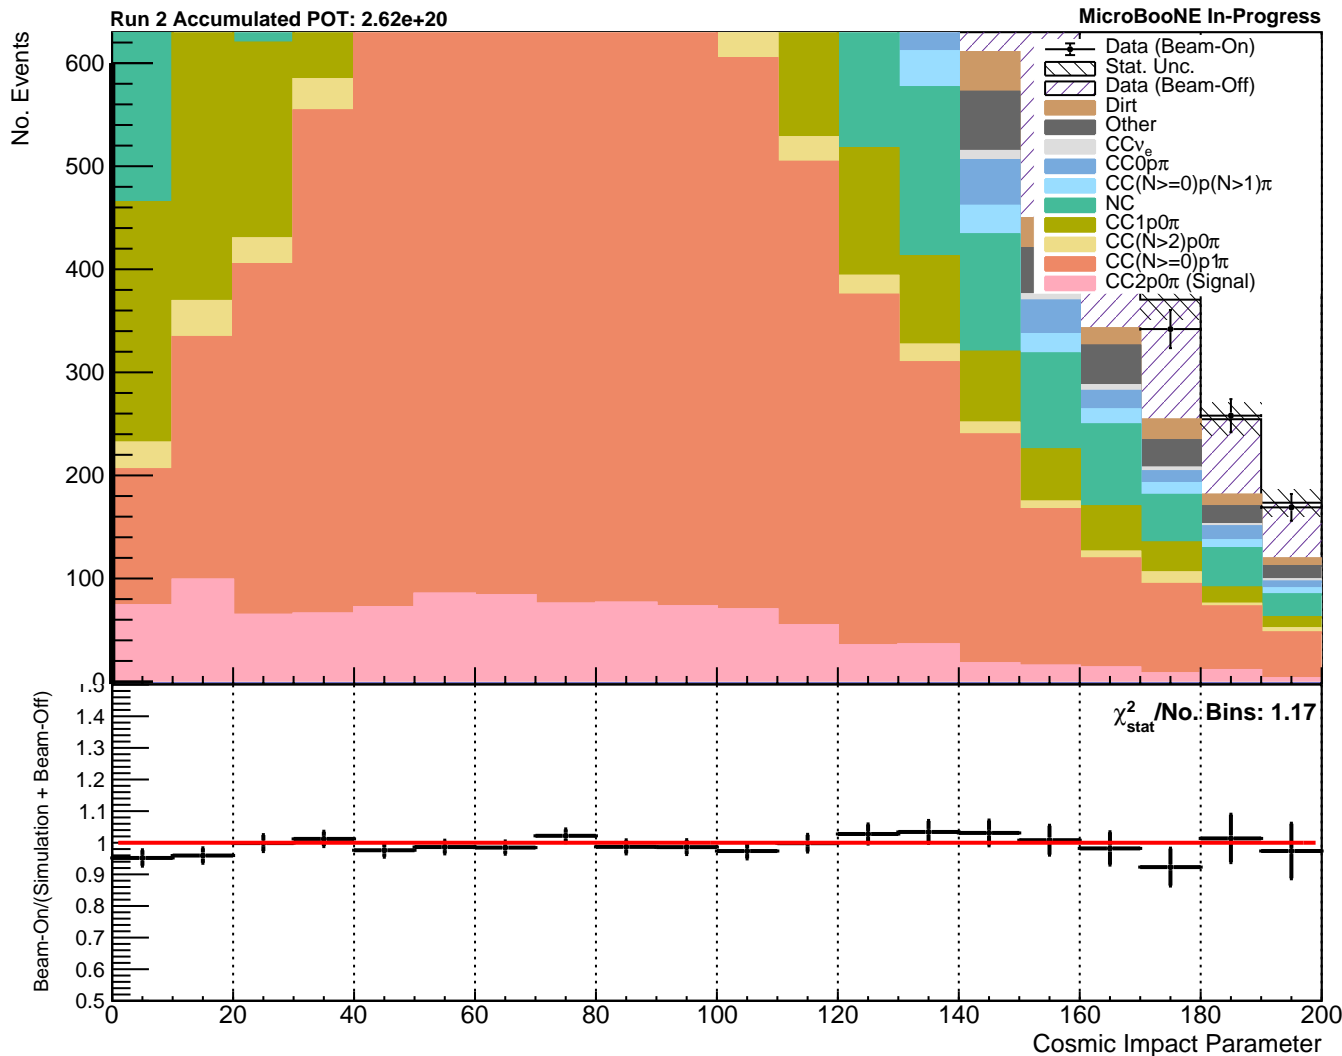 Run 2 Accumulated POT: 2.62e+20
MicroBooNE In-Progress
No. Events
600
500
400
300
200
100
0
Data (Beam-On)
Stat. Unc.
Data (Beam-Off)
Dirt
Other
CCνe
CC0pπ
CC(N>=0)p(N>1)π
NC
CC1p0π
CC(N>2)p0π
CC(N>=0)p1π
CC2p0π (Signal)
Beam-On/(Simulation + Beam-Off)
1.5
1.4
1.3
1.2
1.1
1
0.9
0.8
0.7
0.6
0.5
χ²stat/No. Bins: 1.17
0 20 40 60 80 100 120 140 160 180 200
Cosmic Impact Parameter